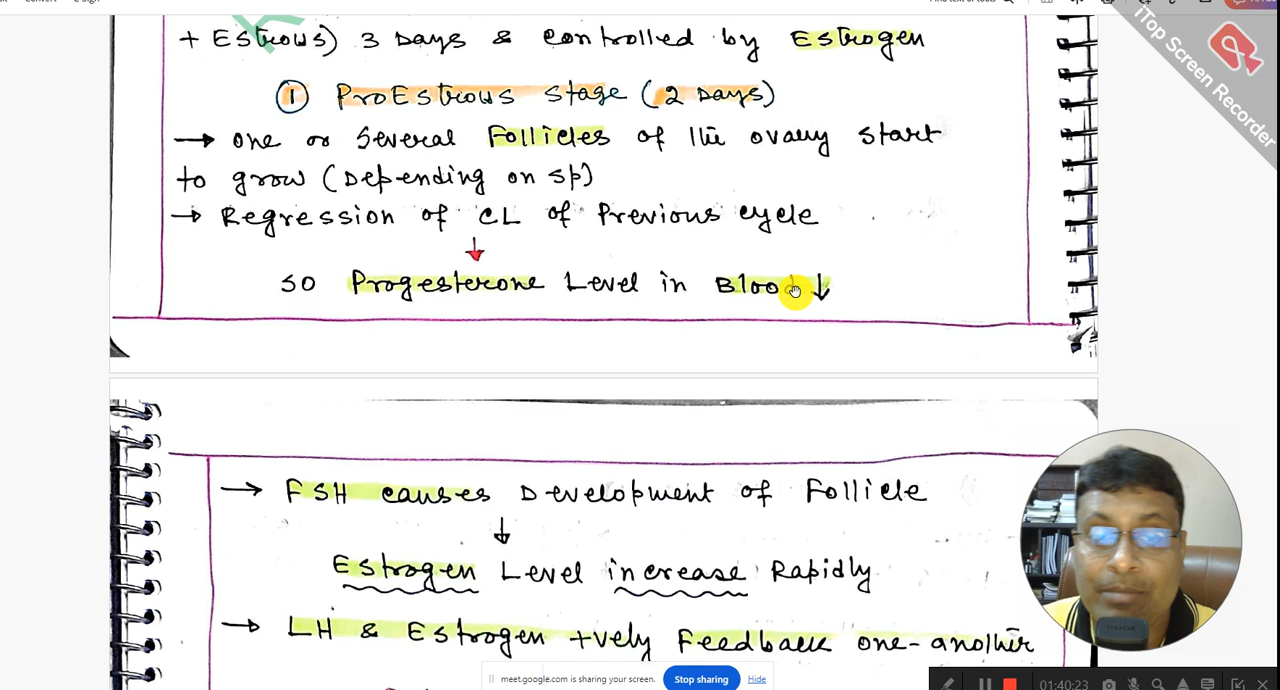 + Estrous) 3 Days & controlled by Estrogen
① ProEstrous stage (2 Days)
→ one or several Follicles of the ovary start
to grow (Depending on sp)
→ Regression of CL of Previous cycle
↓
so Progesterone Level in Blood ↓
→ FSH causes Development of Follicle
↓
Estrogen Level increase Rapidly
→ LH & Estrogen +vely Feedback one-another
iTop Screen Recorder
meet.google.com is sharing your screen. Stop sharing Hide
01:40:23